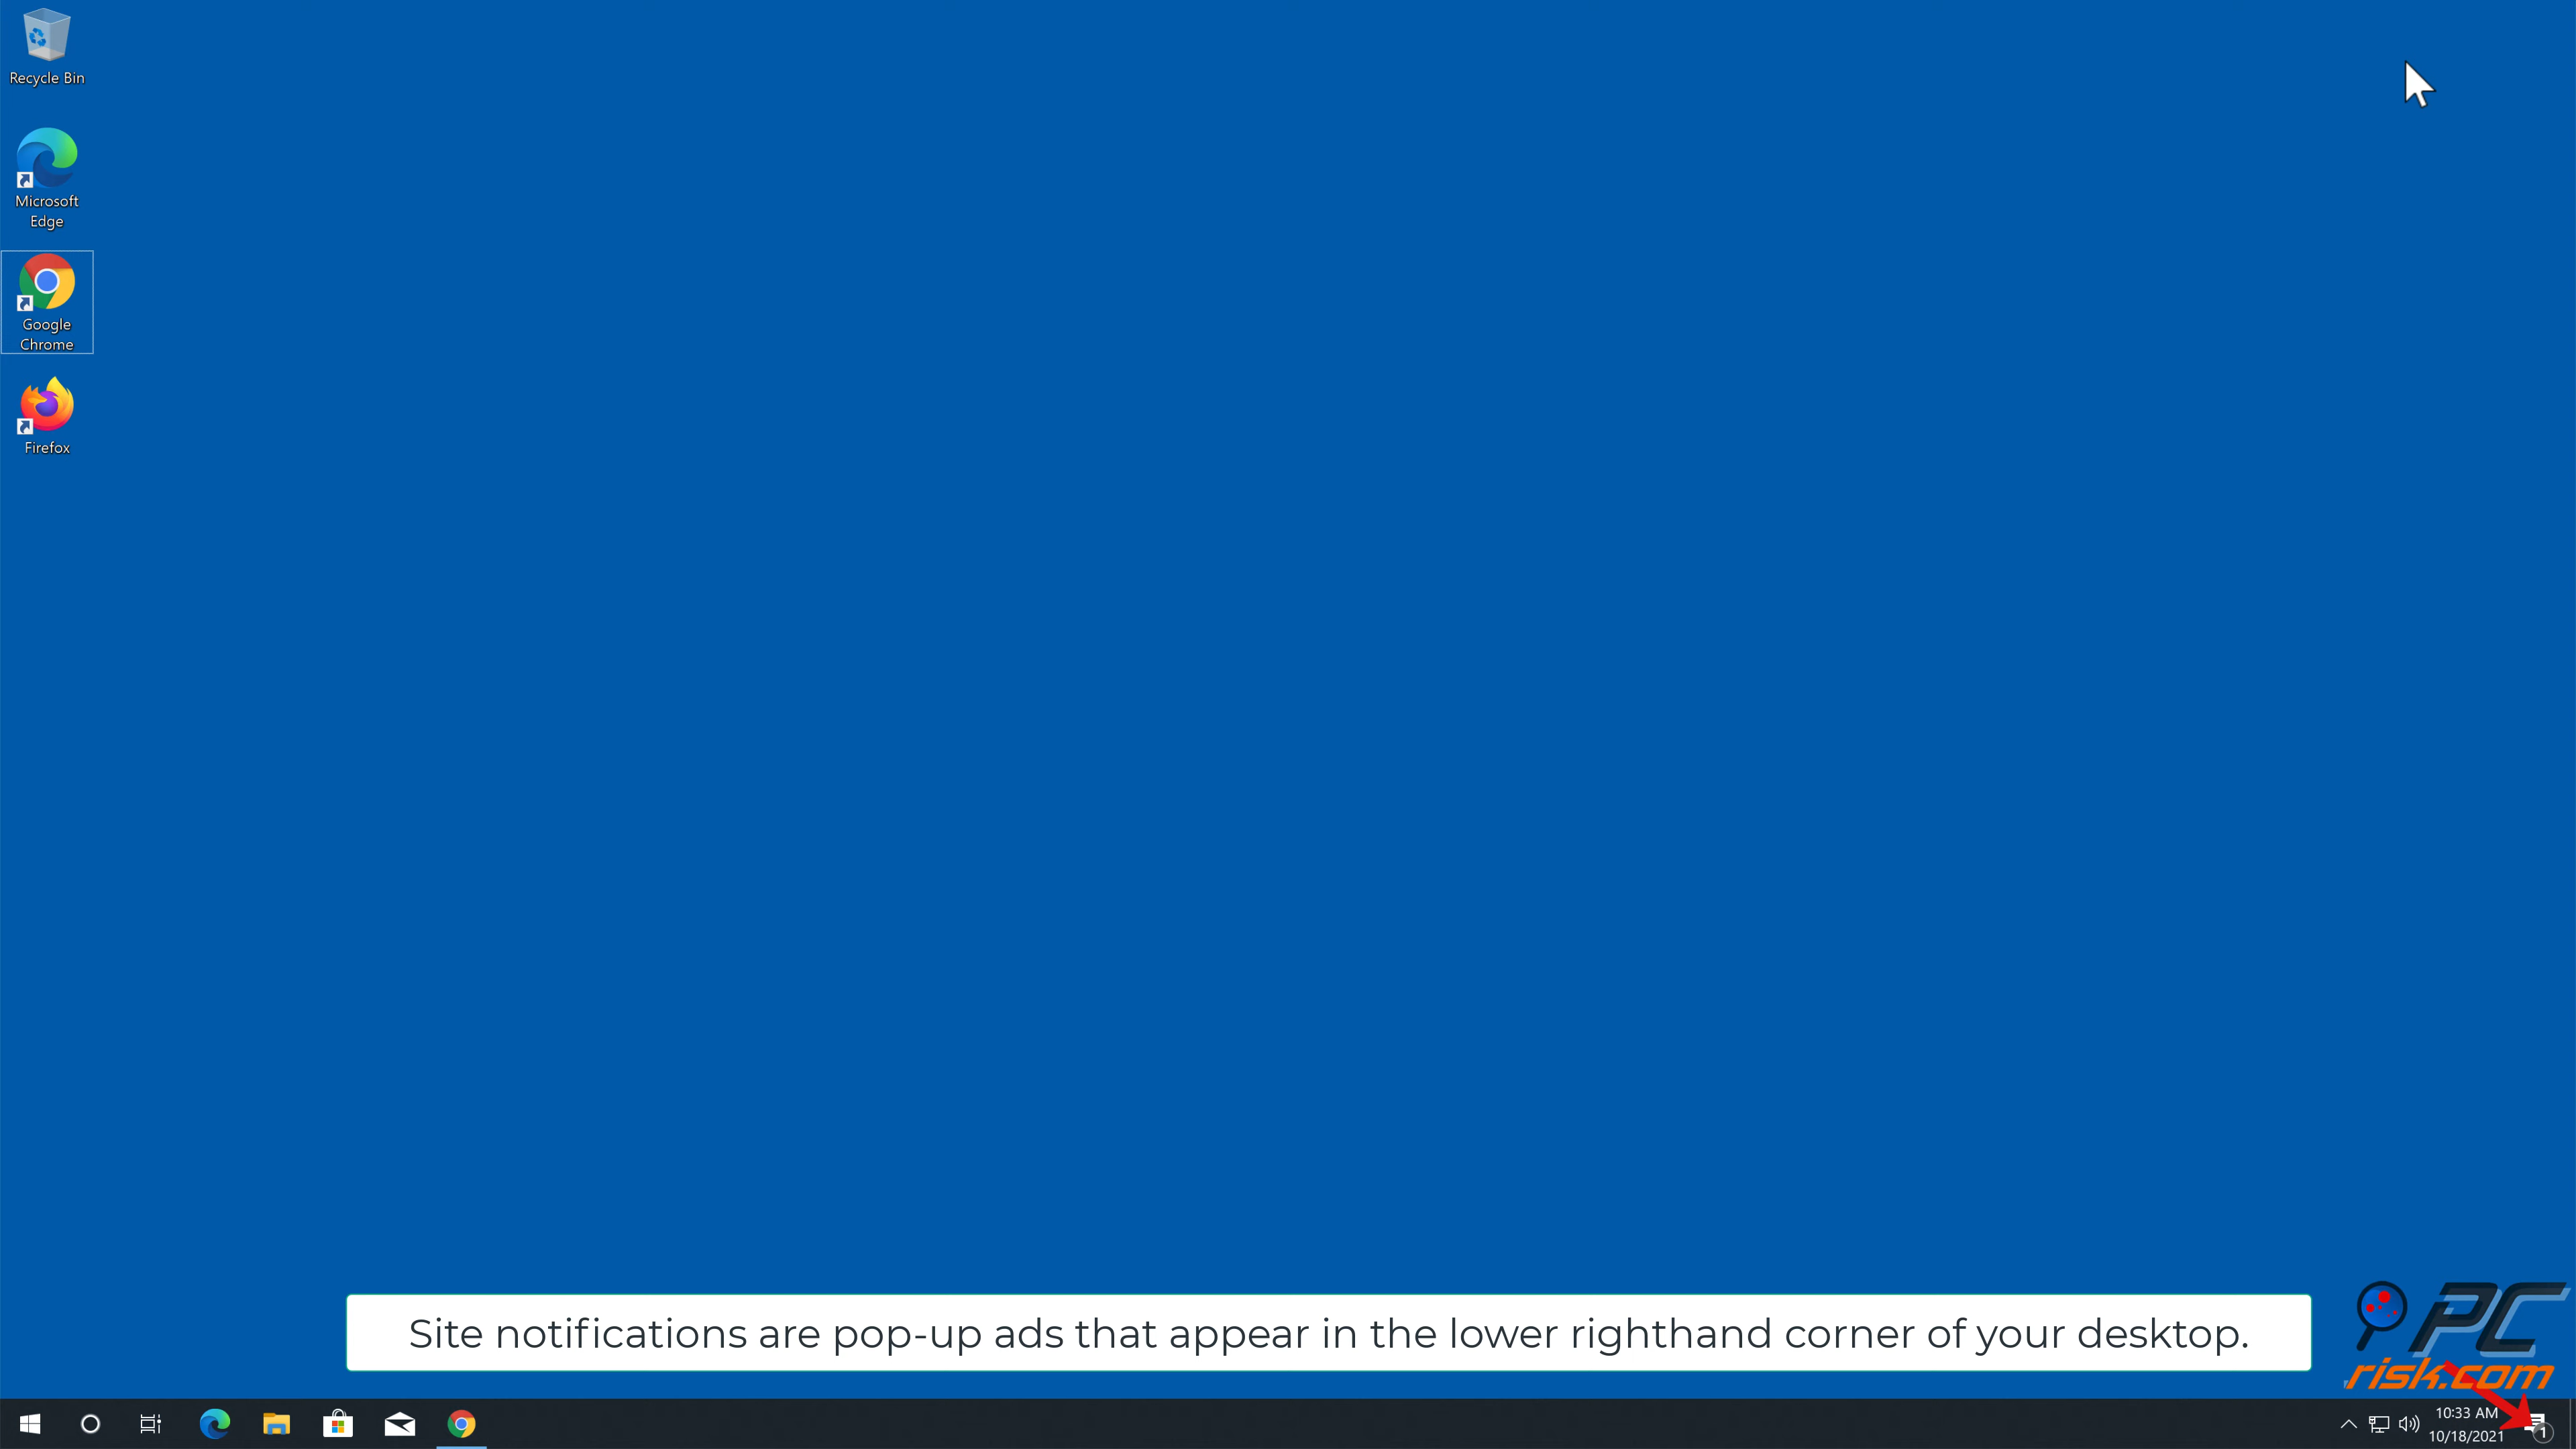 Recycle Bin
Microsoft
Edge
Google
Chrome
Firefox
Site notifications are pop-up ads that appear in the lower righthand corner of your desktop.
PC
risk.com
10:33 AM
10/18/2021
1